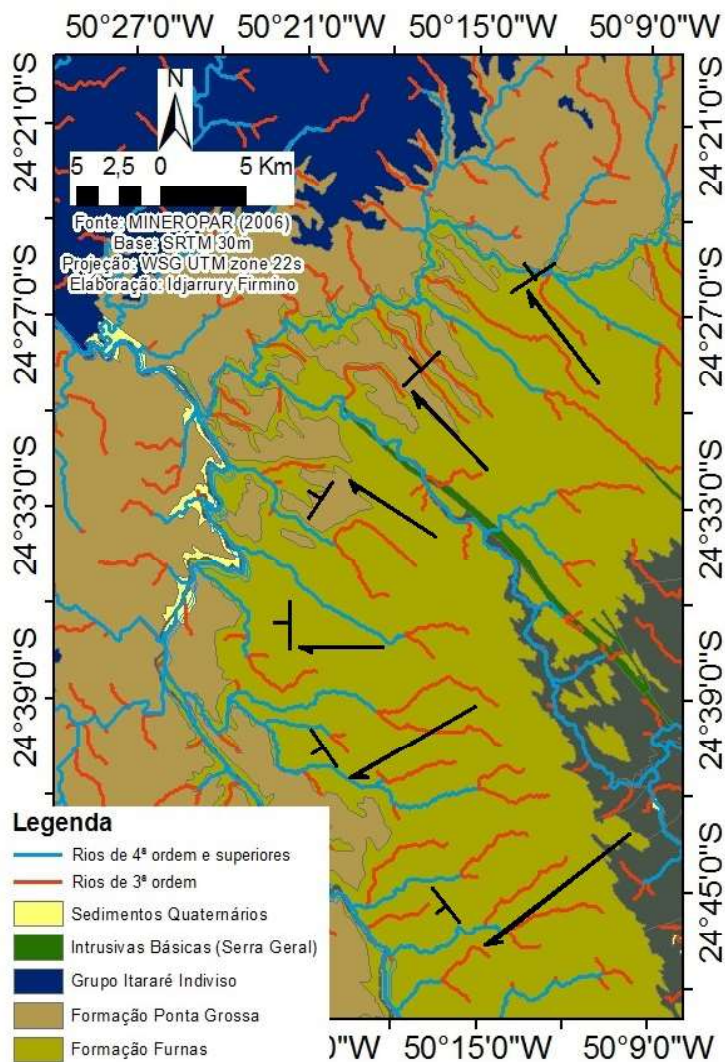 50°27'0"W 50°21'0"W 50°15'0"W 50°9'0"W
N
24°21'0"S 24°21'0"S
5 2,5 0 5 Km
Fonte: MINEROPAR (2006)
Base: SRTM 30m
Projeção: WSG UTM zone 22s
Elaboração: Idjarrury Firmino
24°27'0"S 24°27'0"S
24°33'0"S 24°33'0"S
24°39'0"S 24°39'0"S
24°45'0"S
Legenda
Rios de 4ª ordem e superiores
Rios de 3ª ordem
Sedimentos Quaternários
Intrusivas Básicas (Serra Geral)
Grupo Itararé Indiviso
Formação Ponta Grossa
Formação Furnas
0"W 50°15'0"W 50°9'0"W